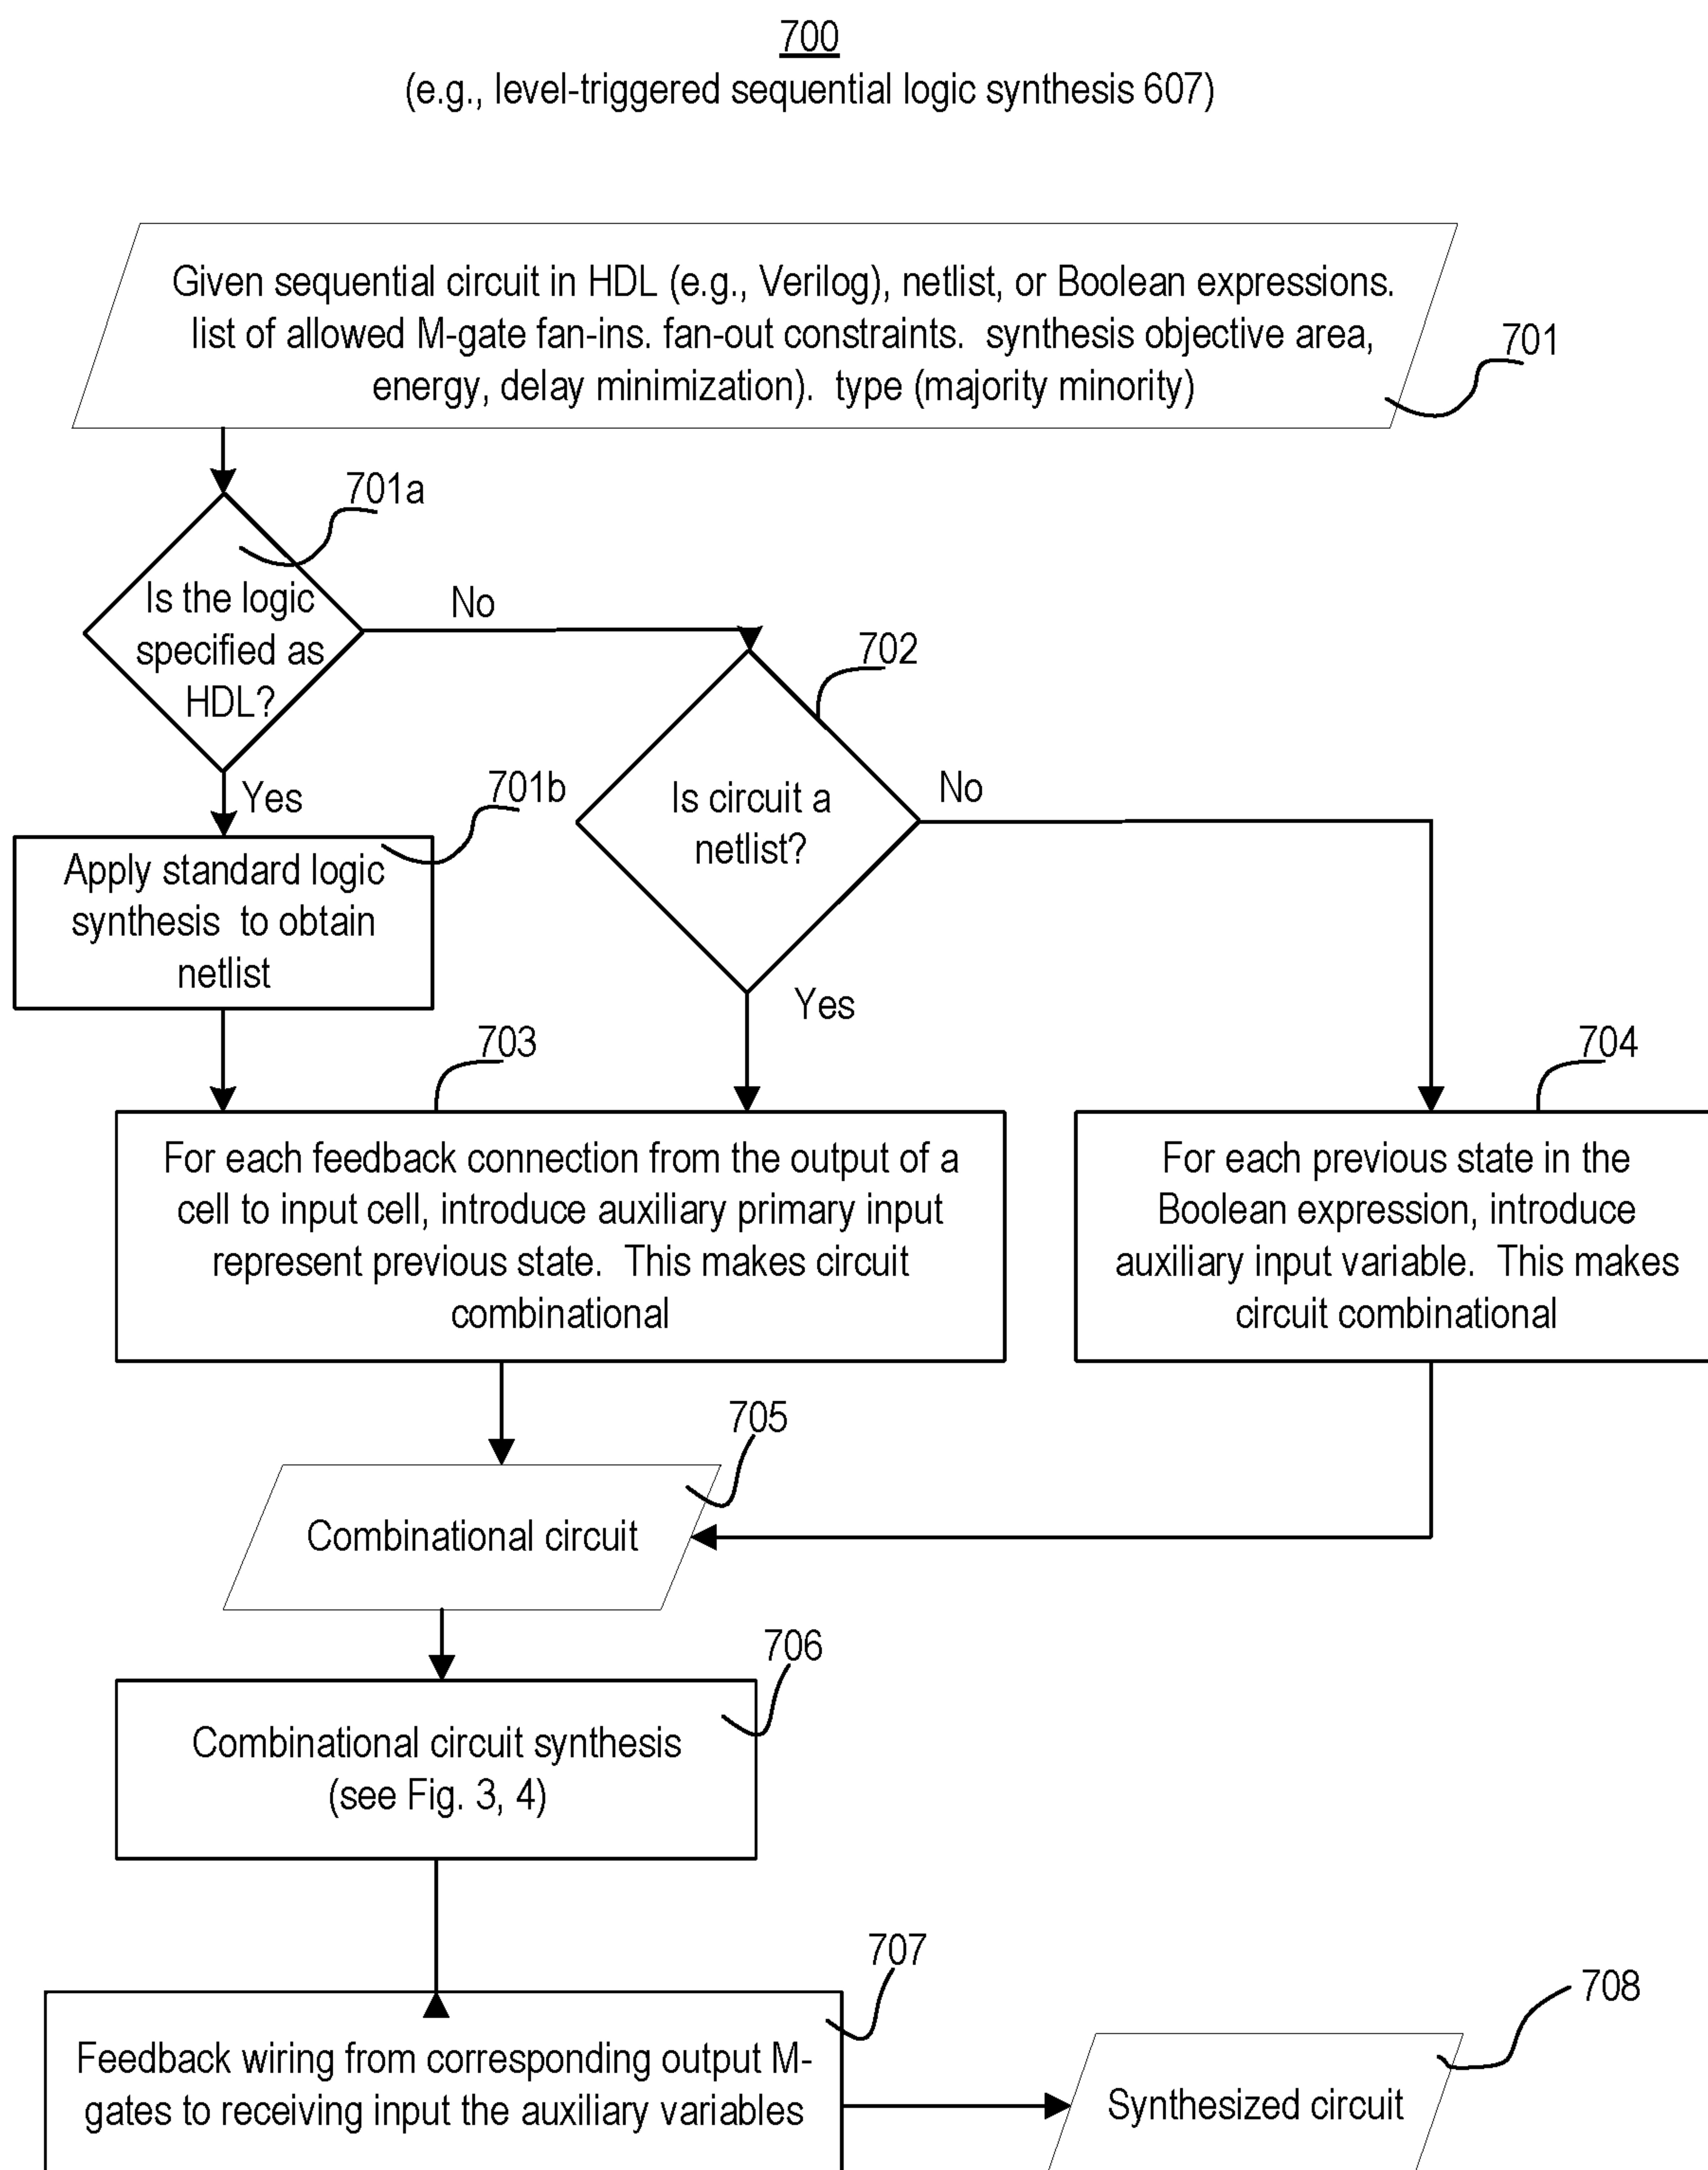 700
(e.g., level-triggered sequential logic synthesis 607)
Given sequential circuit in HDL (e.g., Verilog), netlist, or Boolean expressions.
list of allowed M-gate fan-ins. fan-out constraints. synthesis objective area,
energy, delay minimization). type (majority minority)
701
701a
Is the logic
specified as
HDL?
No
702
Yes
701b
Is circuit a
netlist?
No
Apply standard logic
synthesis to obtain
netlist
Yes
703
704
For each feedback connection from the output of a
cell to input cell, introduce auxiliary primary input
represent previous state. This makes circuit
combinational
For each previous state in the
Boolean expression, introduce
auxiliary input variable. This makes
circuit combinational
705
Combinational circuit
706
Combinational circuit synthesis
(see Fig. 3, 4)
707
708
Feedback wiring from corresponding output M-
gates to receiving input the auxiliary variables
Synthesized circuit